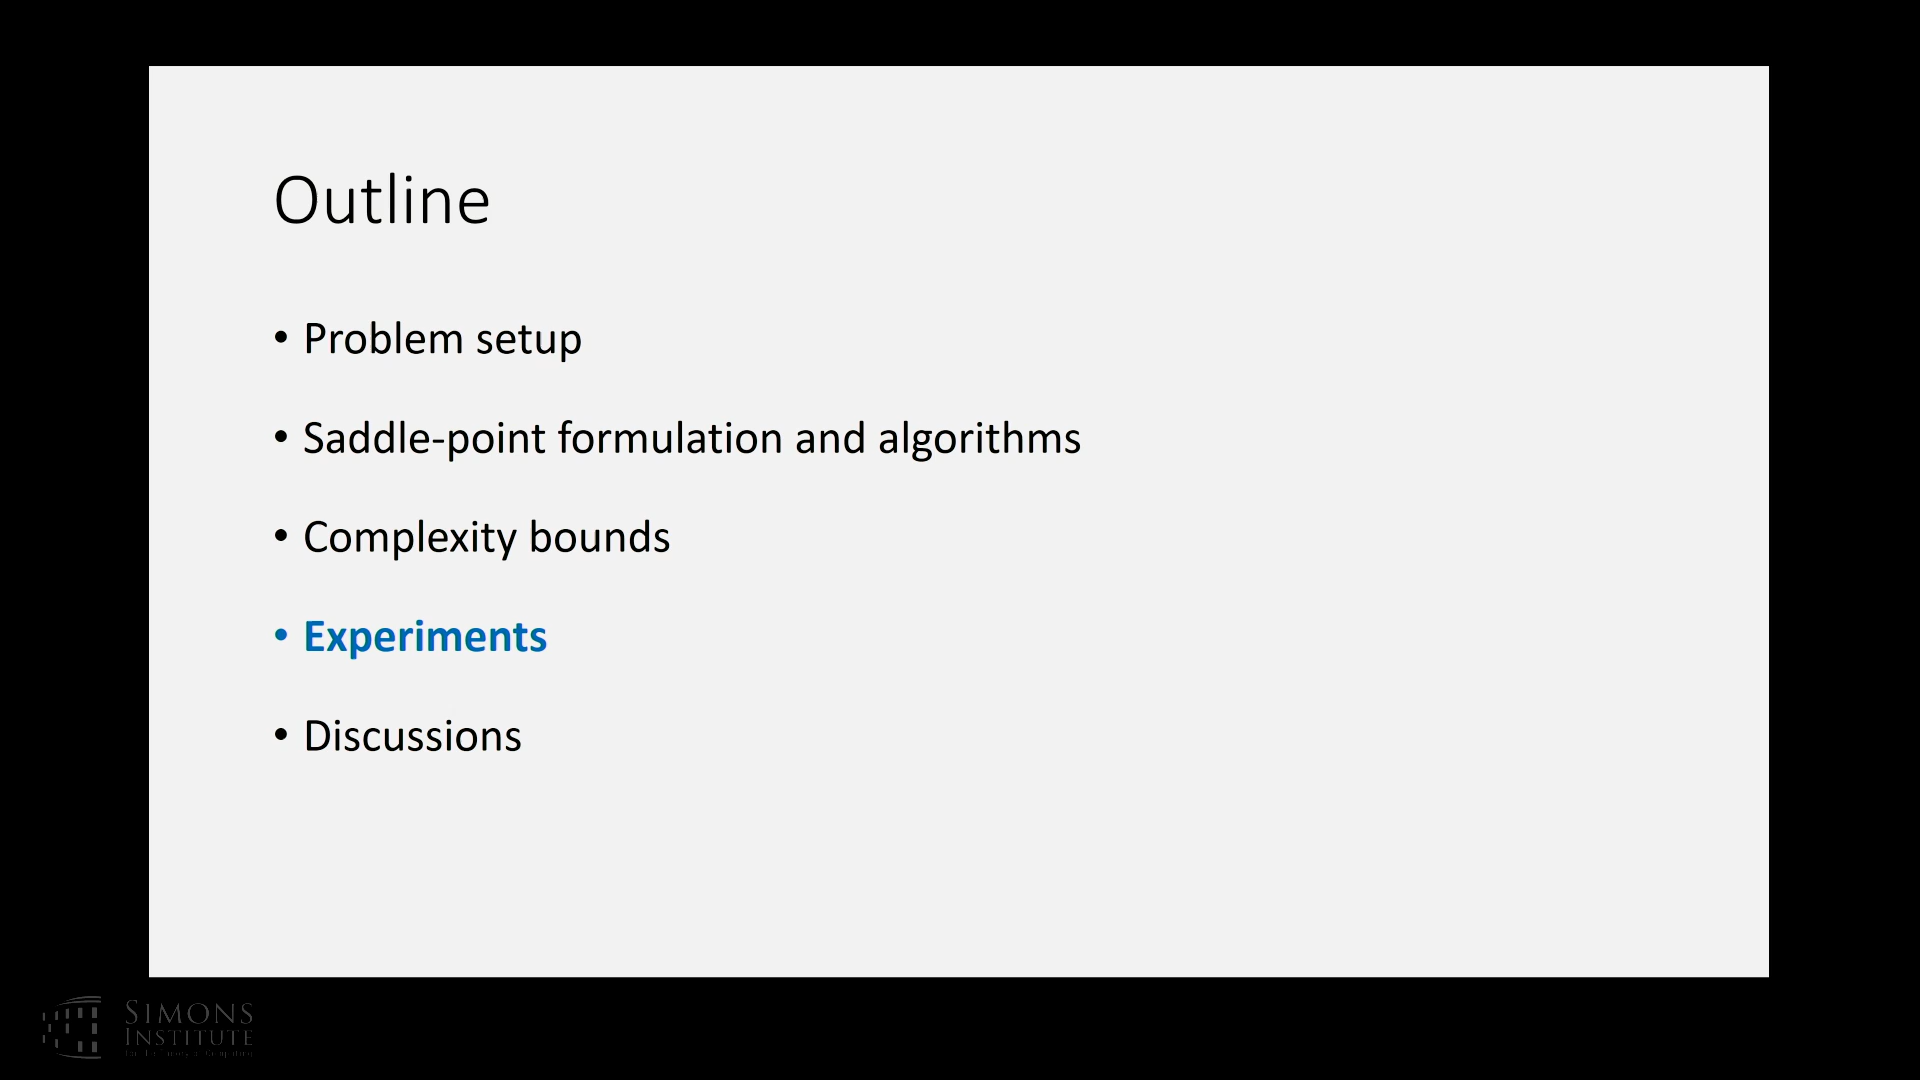 Outline
• Problem setup
• Saddle-point formulation and algorithms
• Complexity bounds
• Experiments
• Discussions
SIMONS
INSTITUTE